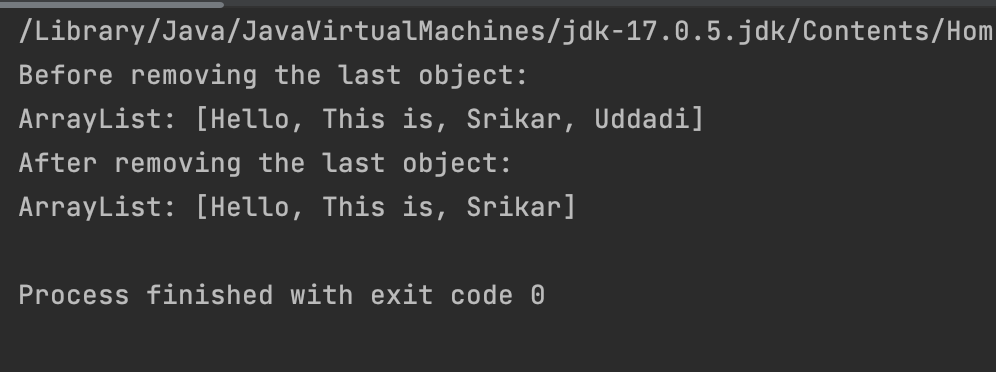 /Library/Java/JavaVirtualMachines/jdk-17.0.5.jdk/Contents/Hom
Before removing the last object:
ArrayList: [Hello, This is, Srikar, Uddadi]
After removing the last object:
ArrayList: [Hello, This is, Srikar]
Process finished with exit code 0